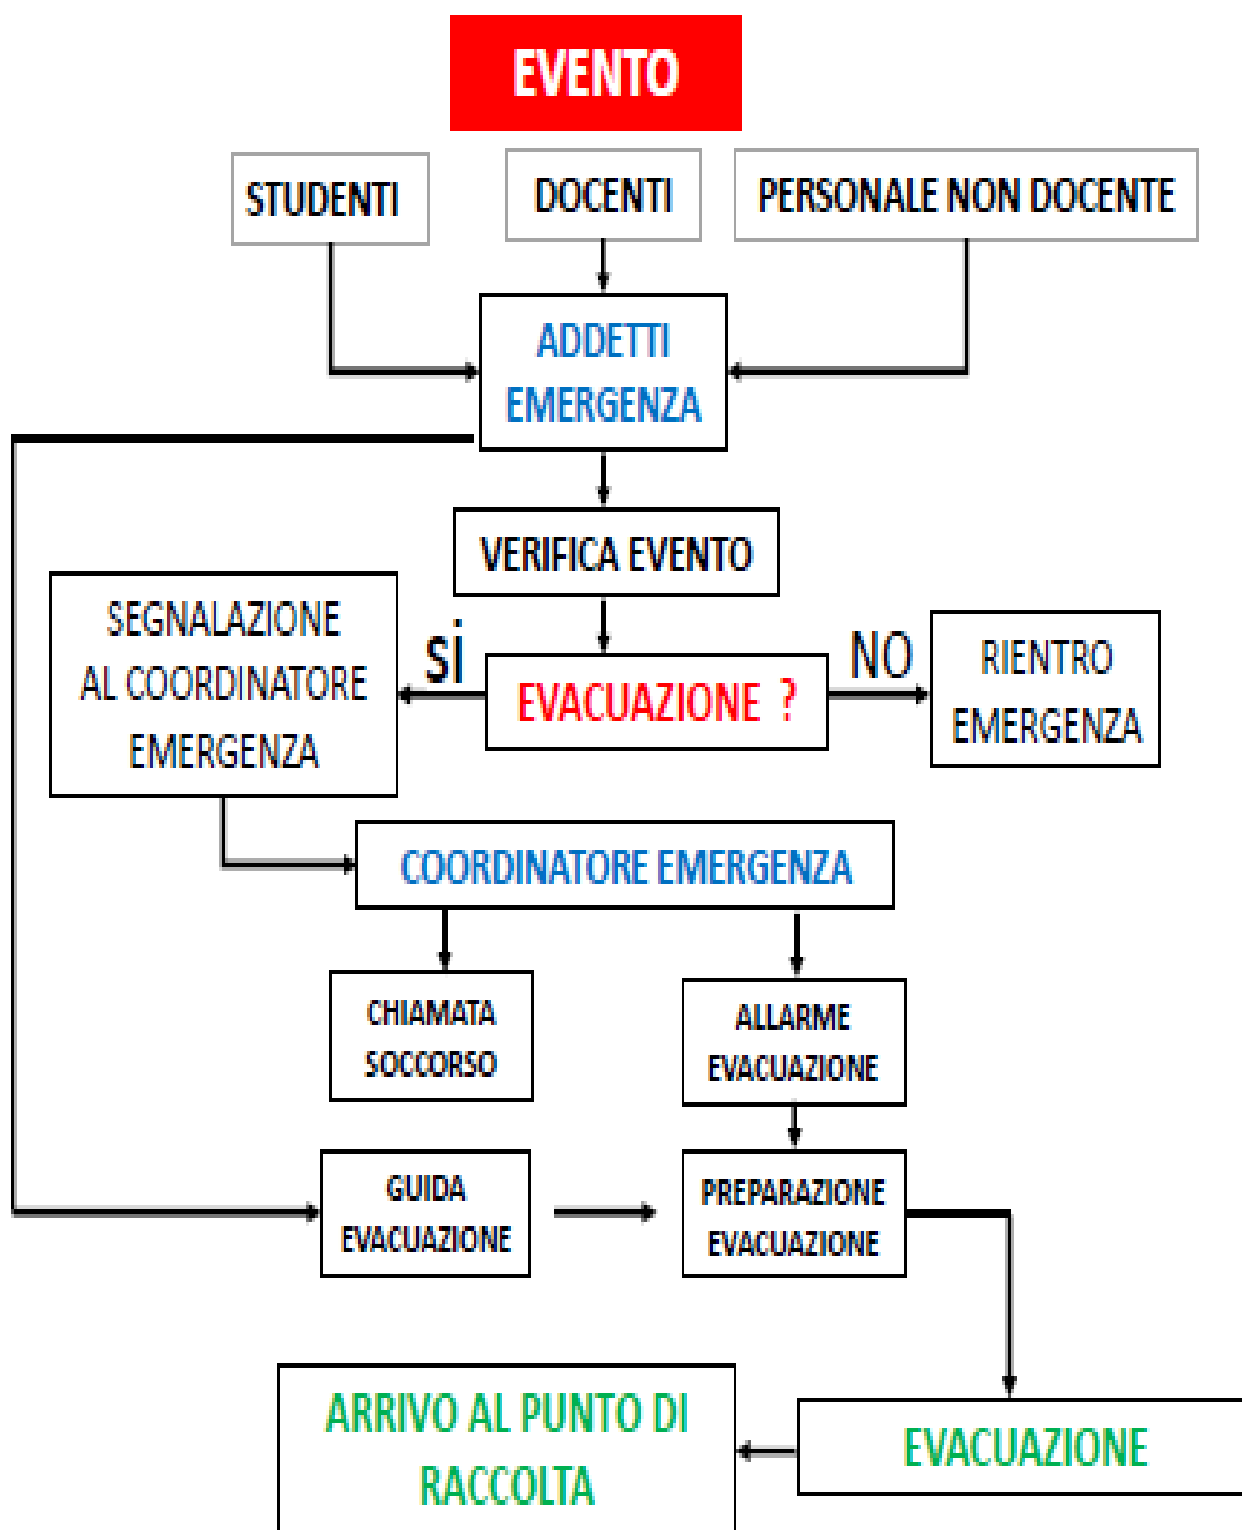 EVENTO
STUDENTI
DOCENTI
PERSONALE NON DOCENTE
ADDETTI
EMERGENZA
VERIFICA EVENTO
SEGNALAZIONE
AL COORDINATORE
EMERGENZA
si
EVACUAZIONE ?
NO
RIENTRO
EMERGENZA
COORDINATORE EMERGENZA
CHIAMATA
SOCCORSO
ALLARME
EVACUAZIONE
GUIDA
EVACUAZIONE
PREPARAZIONE
EVACUAZIONE
ARRIVO AL PUNTO DI
RACCOLTA
EVACUAZIONE